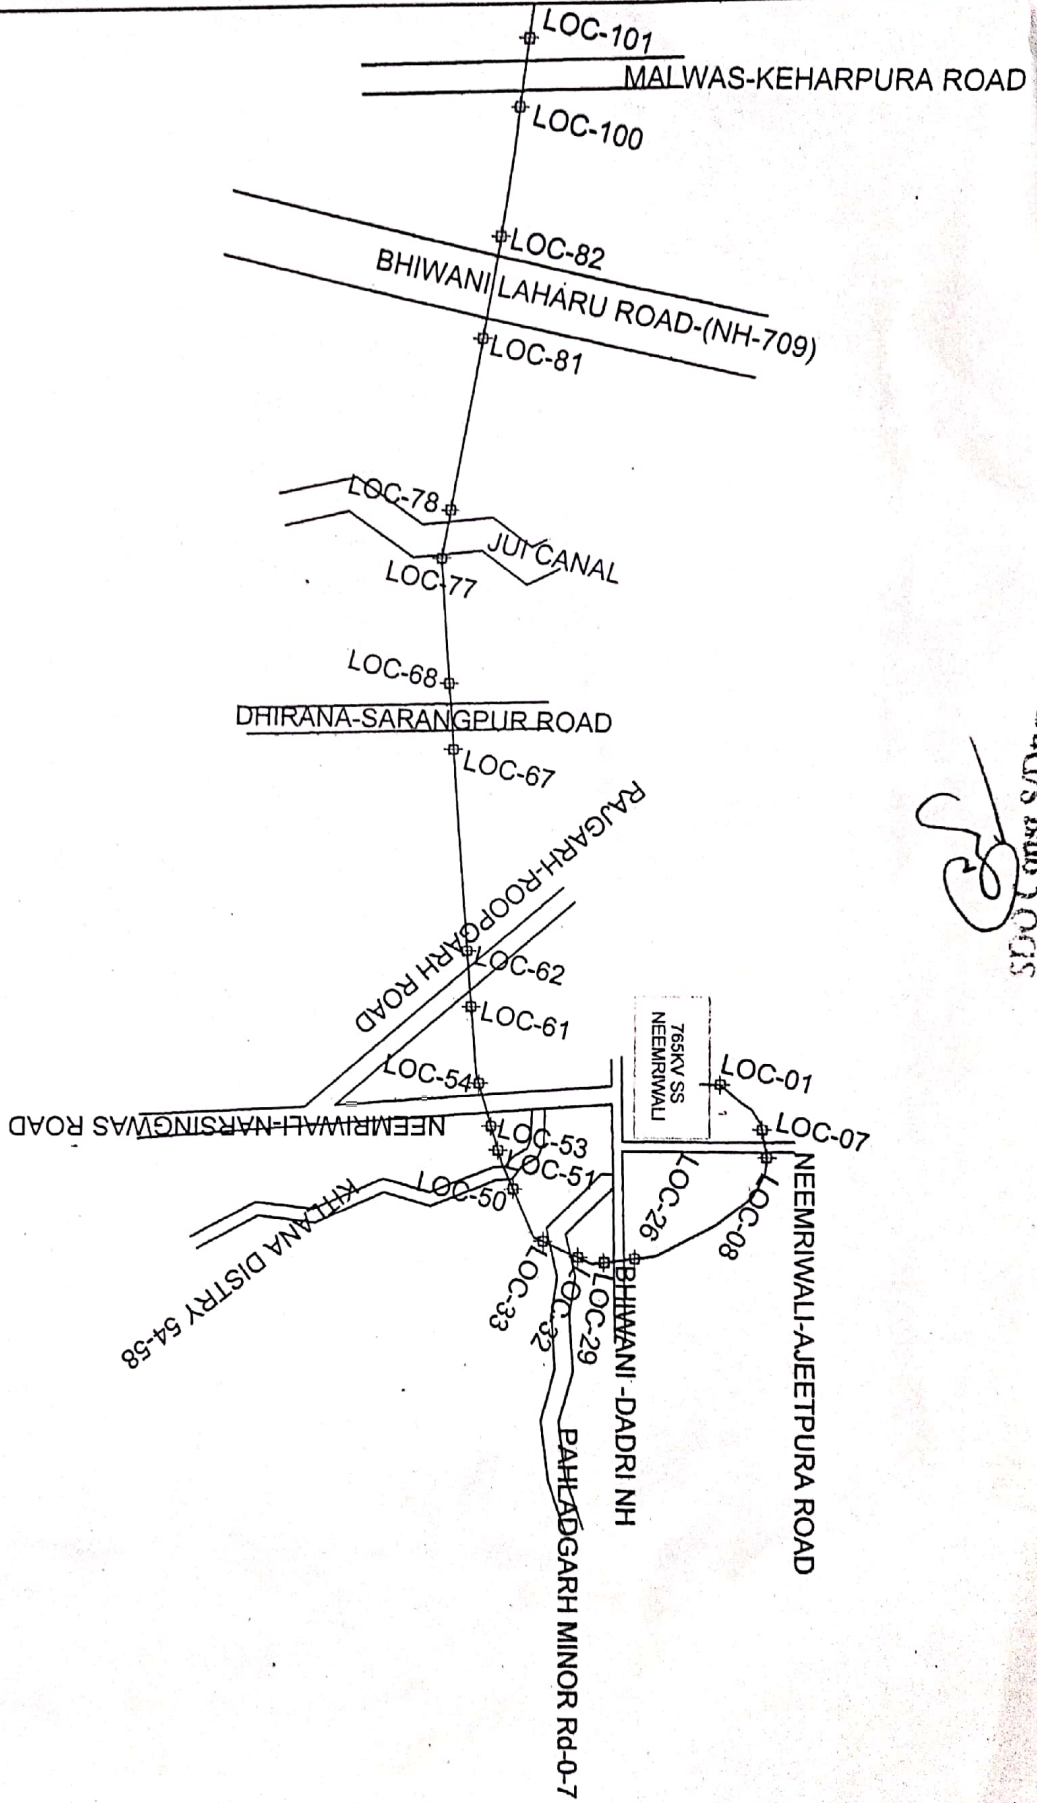 LOC-101
MALWAS-KEHARPURA ROAD
LOC-100
LOC-82
BHIWANI LAHARU ROAD-(NH-709)
LOC-81
LOC-78
JUI CANAL
LOC-77
LOC-68
DHIRANA-SARANGPUR ROAD
LOC-67
RAJGARH-ROOPGARH ROAD
LOC-62
LOC-61
765KV SS
NEEMRIWALI
LOC-01
LOC-54
NEEMRIWALI-NARSINGWAS ROAD
LOC-53
LOC-07
LOC-51
LOC-50
LOC-26
LOC-08
NEEMRIWALI-AJEETPURA ROAD
KITLANA DISTRY 54-58
LOC-33
LOC-32
LOC-29
BHIWANI -DADRI NH
PAHLADGARH MINOR Rd-0-7